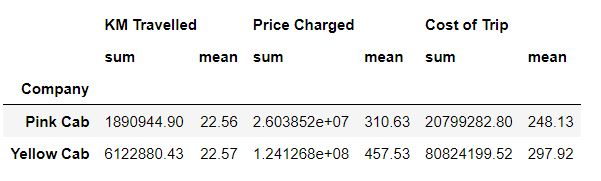 KM Travelled Price Charged Cost of Trip
sum mean sum mean sum mean
Company
Pink Cab 1890944.90 22.56 2.603852e+07 310.63 20799282.80 248.13
Yellow Cab 6122880.43 22.57 1.241268e+08 457.53 80824199.52 297.92